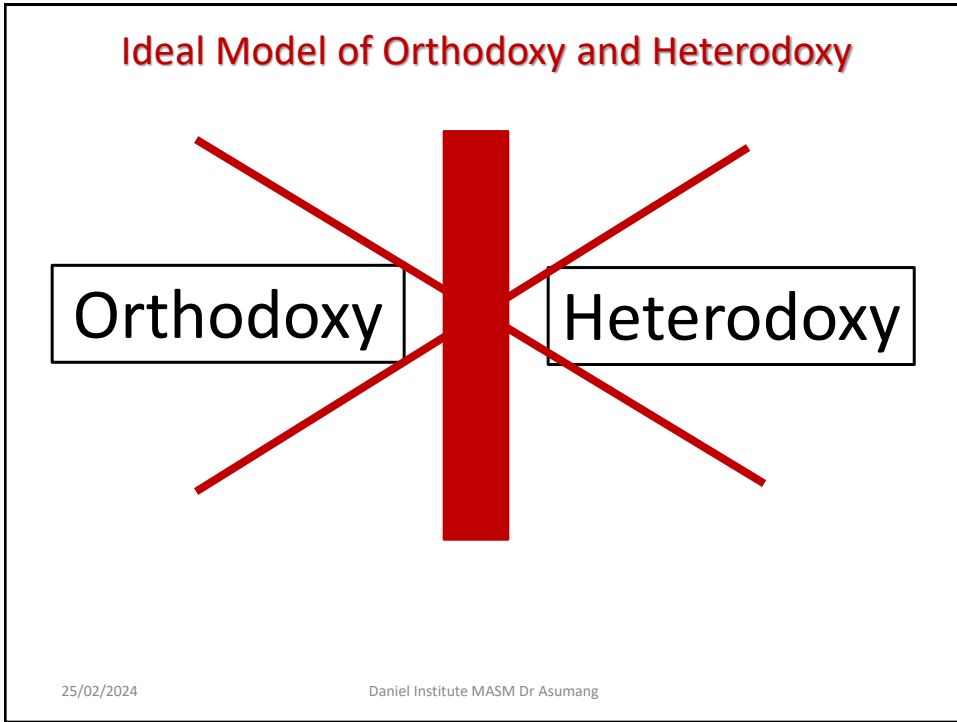 Ideal Model of Orthodoxy and Heterodoxy
Orthodoxy
Heterodoxy
25/02/2024
Daniel Institute MASM Dr Asumang